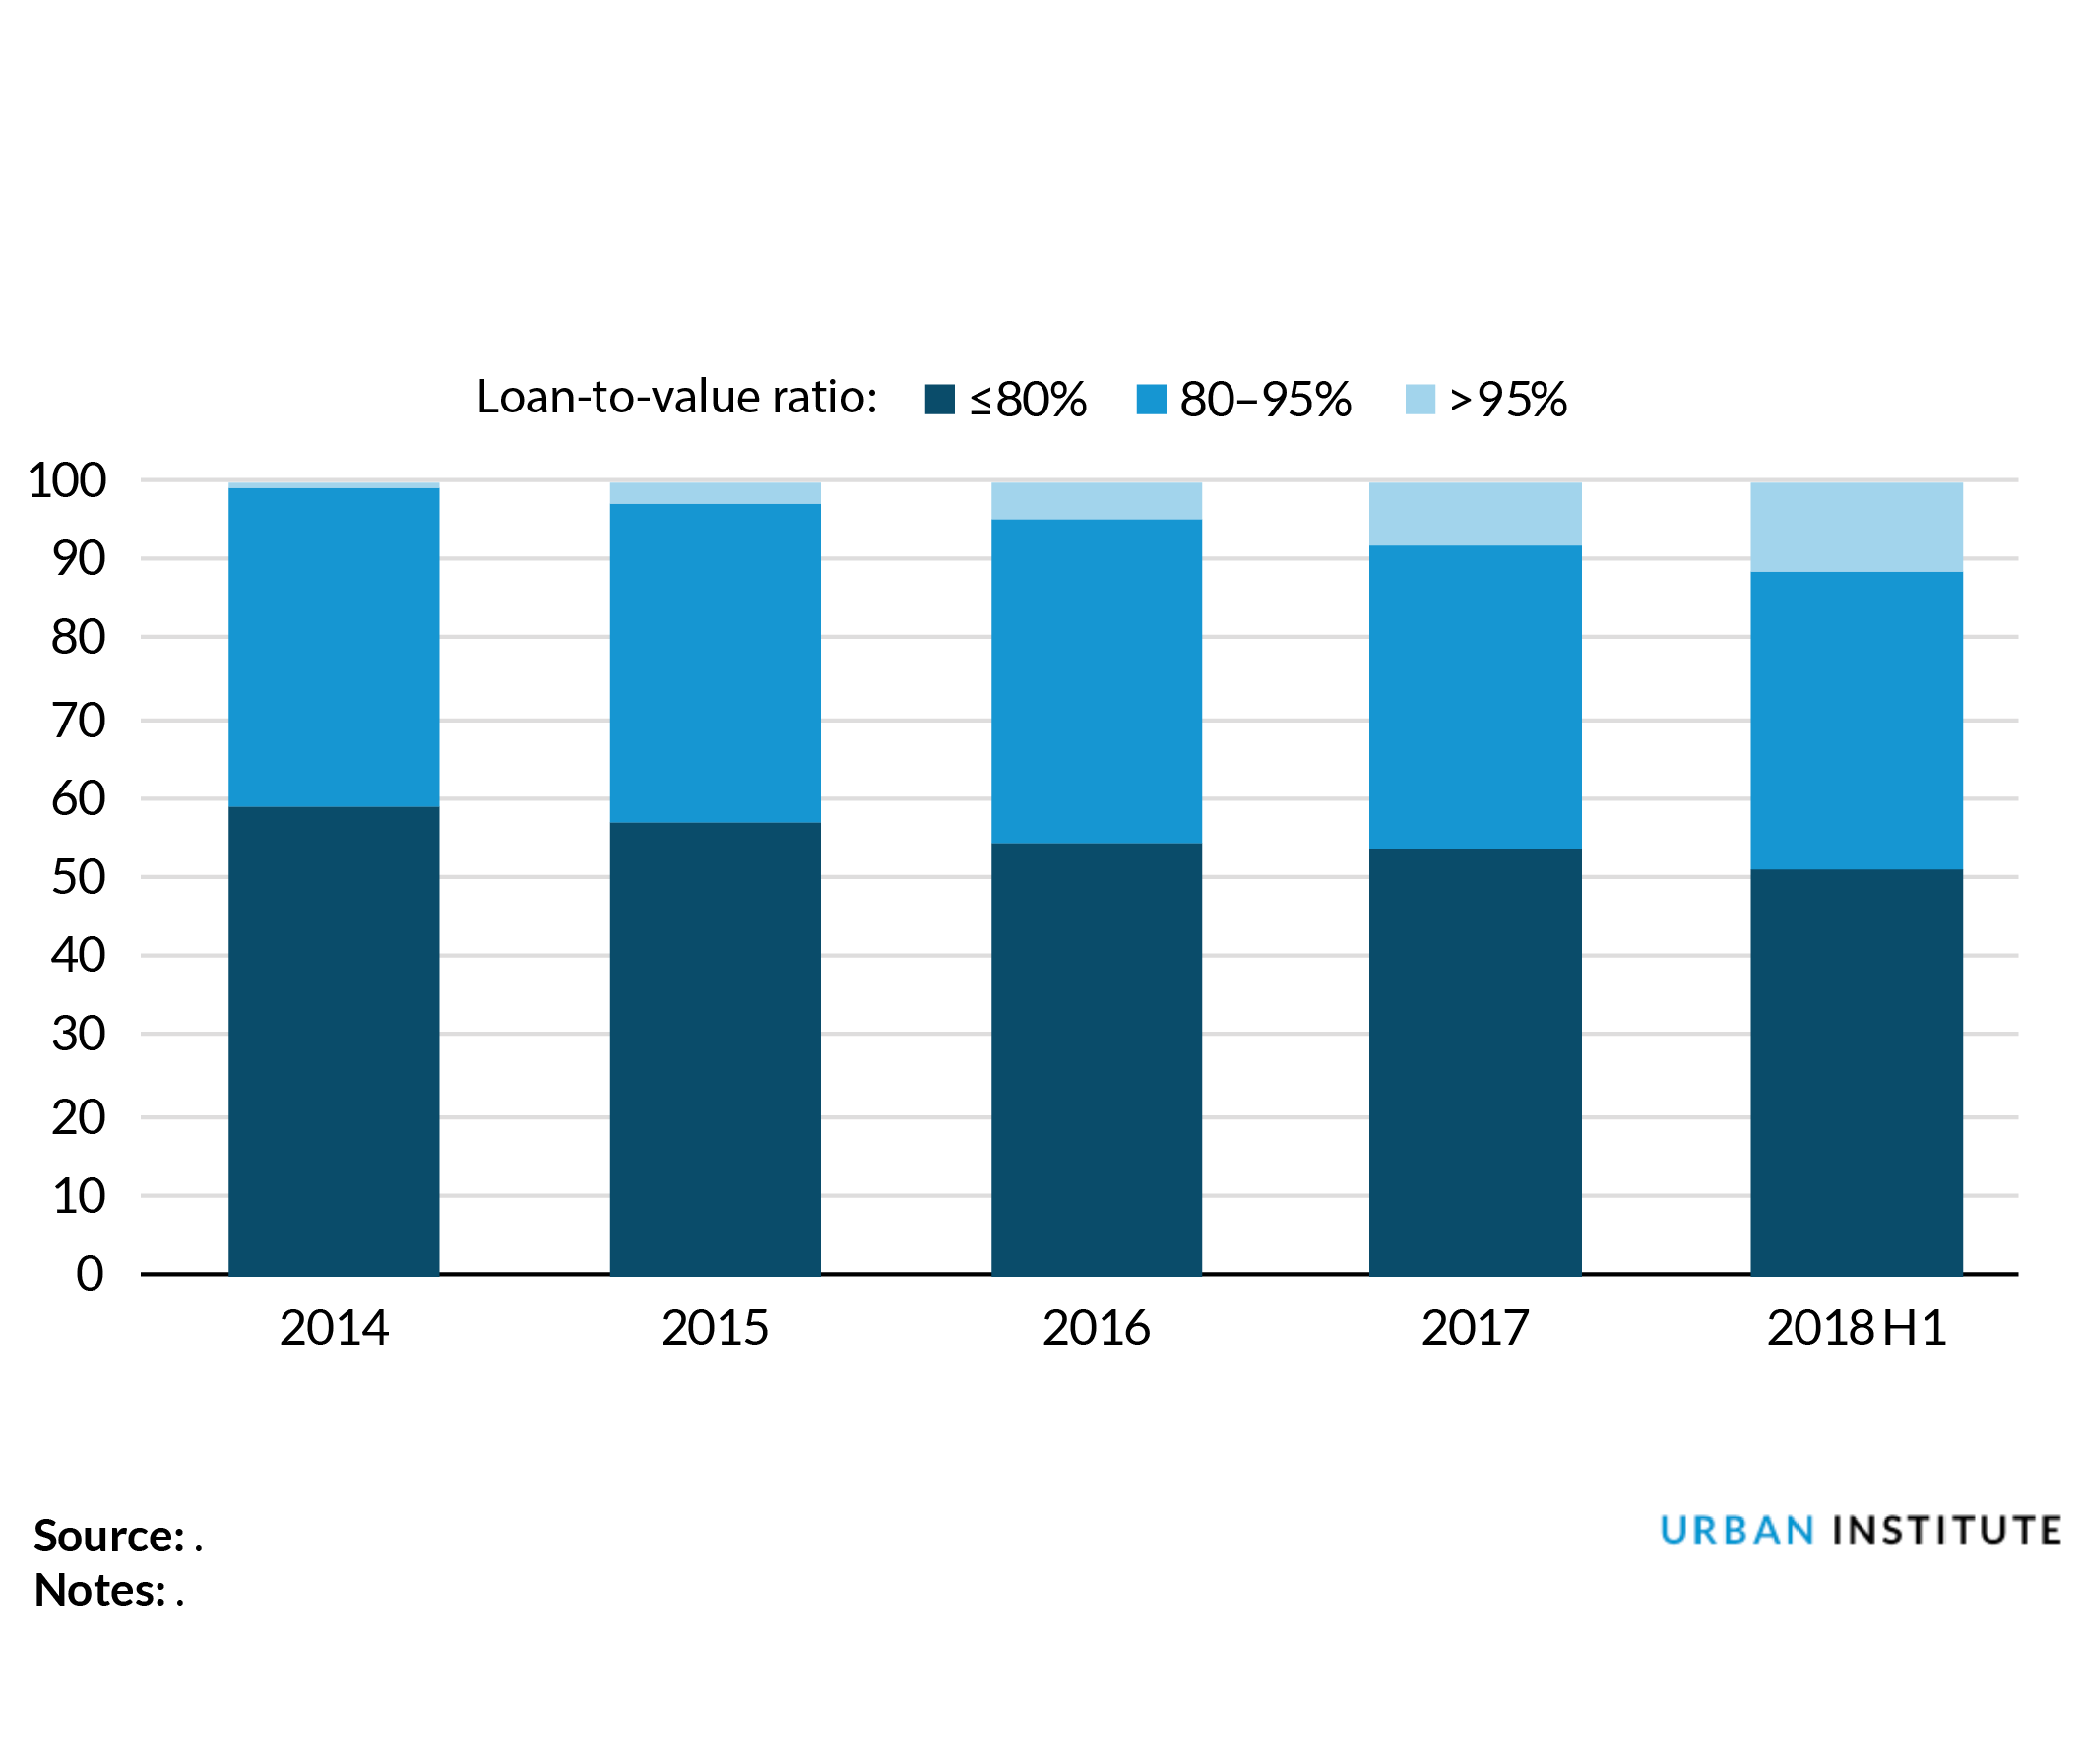 Loan-to-value ratio: ≤80% 80–95% >95%
100
90
80
70
60
50
40
30
20
10
0
2014 2015 2016 2017 2018 H1
Source: .
Notes: .
URBAN INSTITUTE